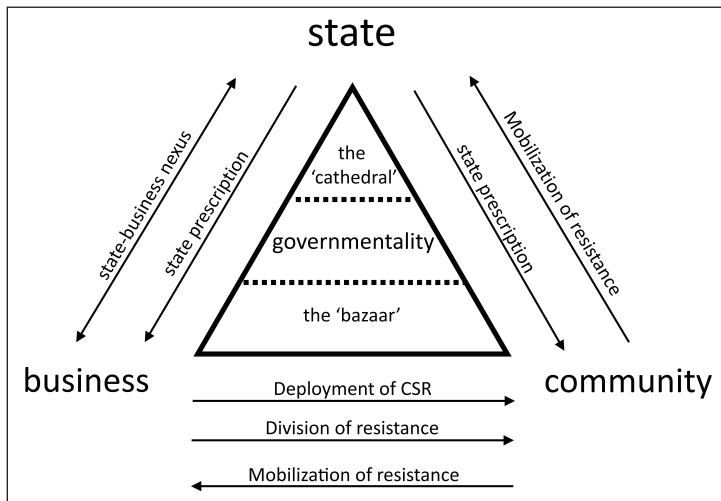 state
state-business nexus
state prescription
the
‘cathedral’
governmentality
the ‘bazaar’
state prescription
Mobilization of resistance
business
community
Deployment of CSR
Division of resistance
Mobilization of resistance